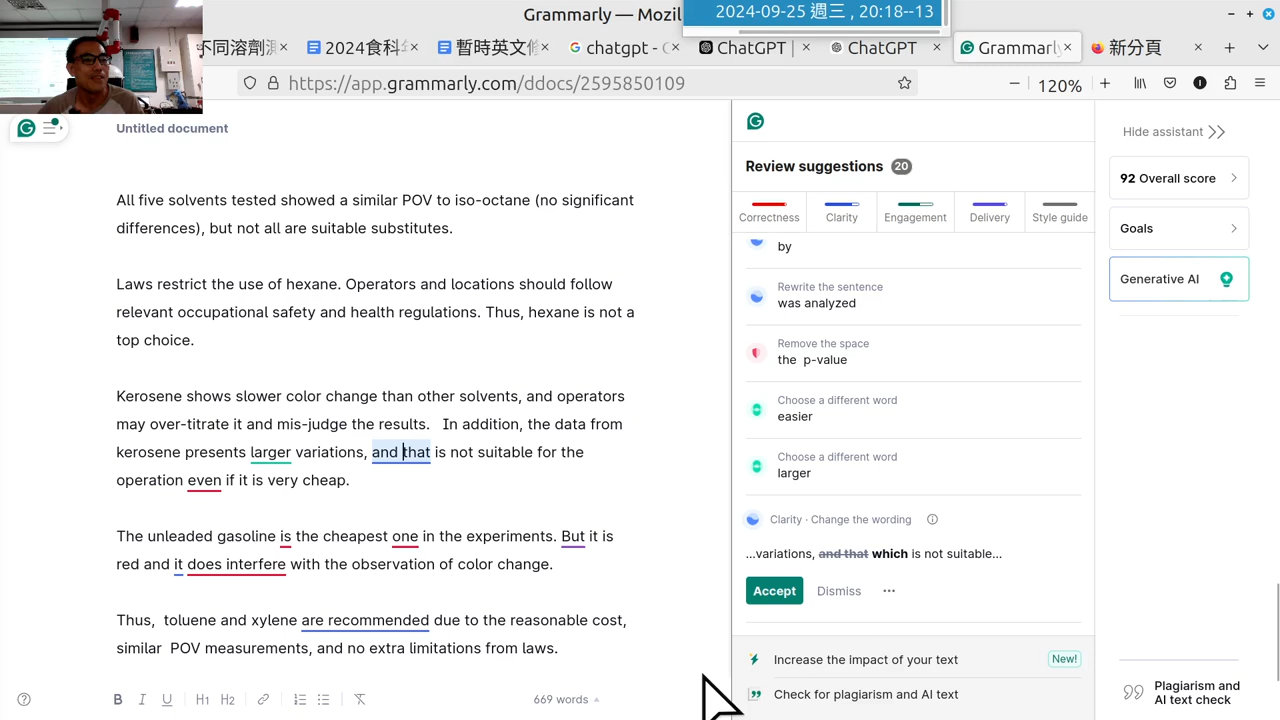 Grammarly — Mozil
2024-09-25 週三 , 20:18--13
不同溶劑測
2024食科
暫時英文修
chatgpt - G
ChatGPT |
ChatGPT
Grammarly
新分頁
https://app.grammarly.com/ddocs/2595850109
120%
Untitled document
All five solvents tested showed a similar POV to iso-octane (no significant
differences), but not all are suitable substitutes.
Laws restrict the use of hexane. Operators and locations should follow
relevant occupational safety and health regulations. Thus, hexane is not a
top choice.
Kerosene shows slower color change than other solvents, and operators
may over-titrate it and mis-judge the results.   In addition, the data from
kerosene presents larger variations, and that is not suitable for the
operation even if it is very cheap.
The unleaded gasoline is the cheapest one in the experiments. But it is
red and it does interfere with the observation of color change.
Thus,  toluene and xylene are recommended due to the reasonable cost,
similar  POV measurements, and no extra limitations from laws.
B I U H1 H2
669 words
Review suggestions 20
Correctness
Clarity
Engagement
Delivery
Style guide
by
Rewrite the sentence
was analyzed
Remove the space
the  p-value
Choose a different word
easier
Choose a different word
larger
Clarity · Change the wording
...variations, and that which is not suitable...
Accept
Dismiss
Increase the impact of your text
New!
Check for plagiarism and AI text
Hide assistant
92 Overall score
Goals
Generative AI
Plagiarism and
AI text check